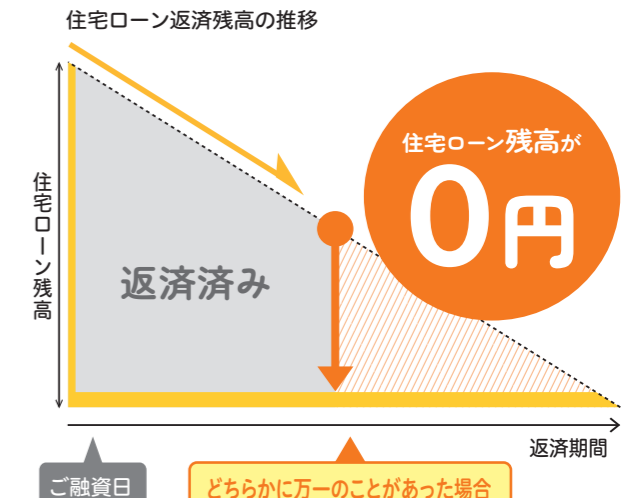 住宅ローン返済残高の推移
住宅ローン残高が
0円
住宅ローン残高
返済済み
返済期間
ご融資日
どちらかに万一のことがあった場合